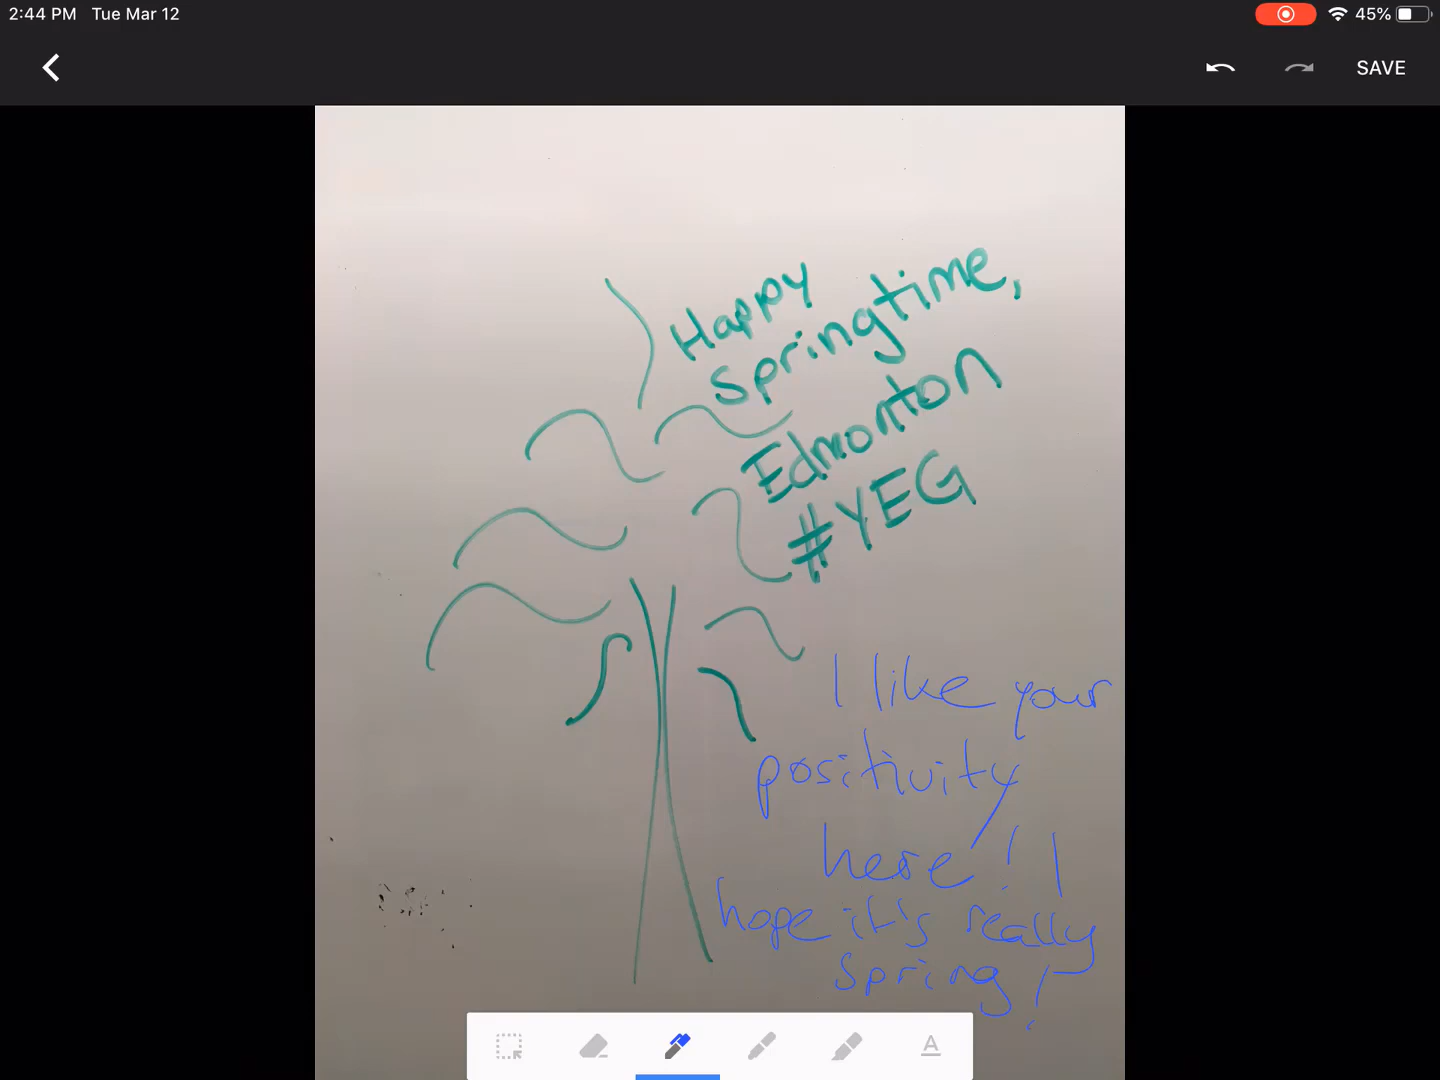 2:44 PM Tue Mar 12
45%
SAVE
Happy
Springtime,
Edmonton
#YEG
I like your
positivity
here! I
hope it's really
spring!
A